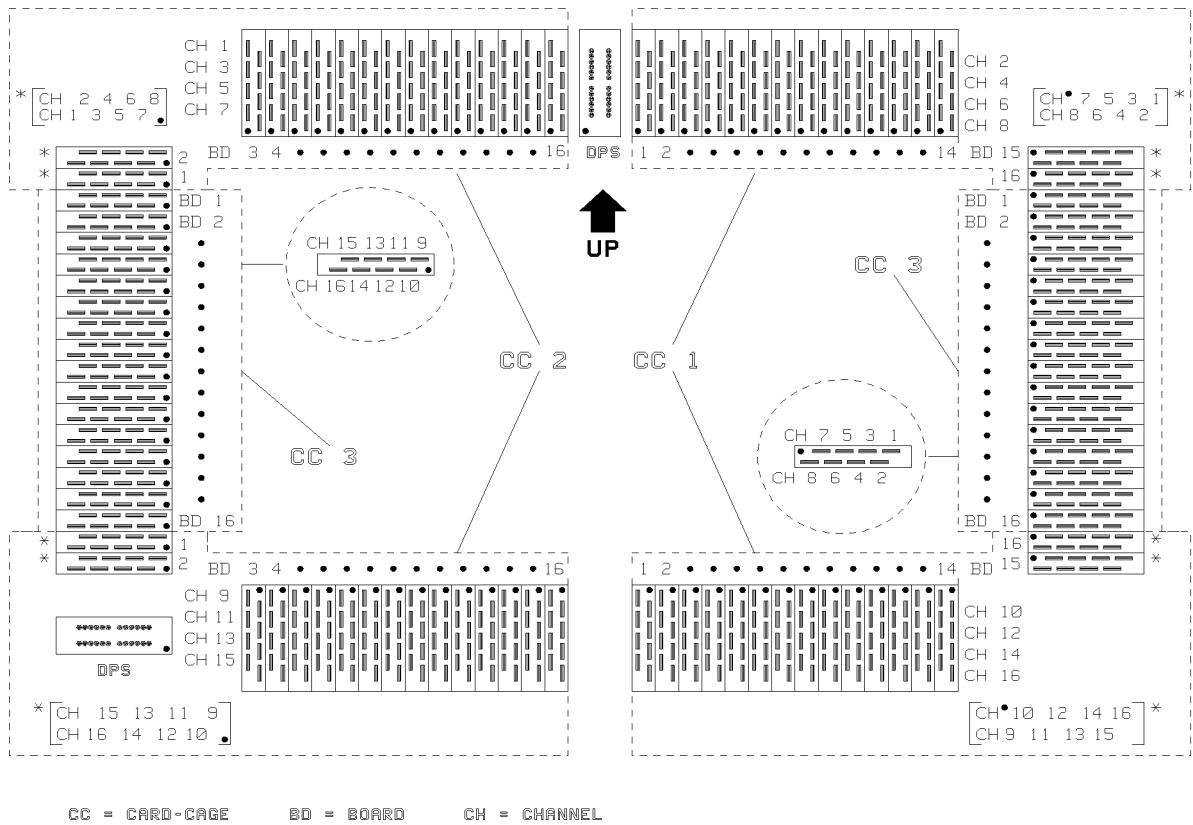 CH 1
CH 3
CH 5
CH 7
CH 2
CH 4
CH 6
CH 8
* CH 2 4 6 8
CH 1 3 5 7
CH 7 5 3 1 *
CH 8 6 4 2
BD 3 4 16
DPS
1 2 14 BD 15 *
16 *
* 2
* 1
BD 1
BD 2
BD 1
BD 2
UP
CH 15 13 11 9
CH 16 14 12 10
CC 3
CC 2
CC 1
CC 3
CH 7 5 3 1
CH 8 6 4 2
BD 16
BD 16
* 1
* 2
16 *
BD 3 4 16
1 2 14 BD 15 *
CH 9
CH 11
CH 13
CH 15
CH 10
CH 12
CH 14
CH 16
DPS
* CH 15 13 11 9
CH 16 14 12 10
CH 10 12 14 16 *
CH 9 11 13 15
CC = CARD-CAGE BD = BOARD CH = CHANNEL